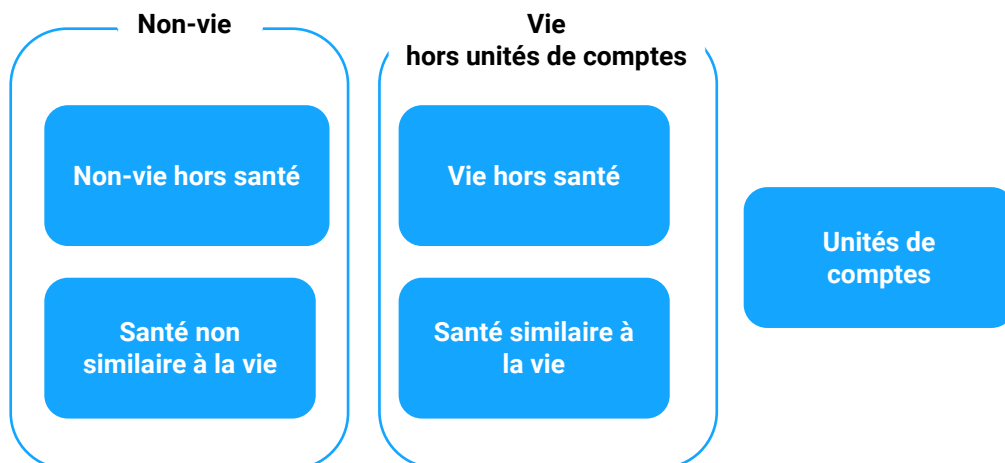 Non-vie
Vie
hors unités de comptes
Non-vie hors santé
Vie hors santé
Unités de
comptes
Santé non
similaire à la vie
Santé similaire à
la vie